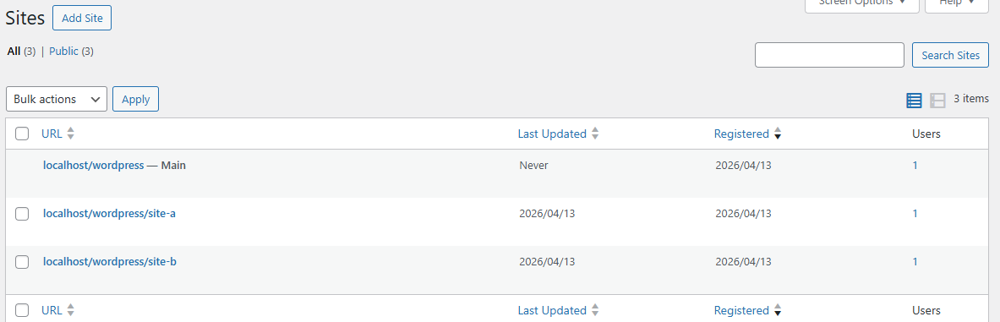 Screen Options Help
Sites Add Site
All (3) | Public (3)
Search Sites
Bulk actions Apply 3 items
URL Last Updated Registered Users
localhost/wordpress — Main Never 2026/04/13 1
localhost/wordpress/site-a 2026/04/13 2026/04/13 1
localhost/wordpress/site-b 2026/04/13 2026/04/13 1
URL Last Updated Registered Users